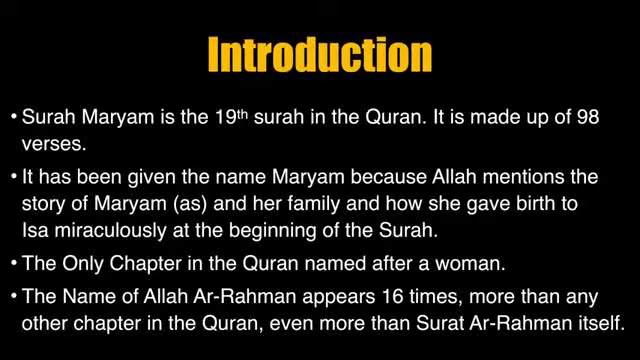 Introduction
• Surah Maryam is the 19th surah in the Quran. It is made up of 98
verses.
• It has been given the name Maryam because Allah mentions the
story of Maryam (as) and her family and how she gave birth to
Isa miraculously at the beginning of the Surah.
• The Only Chapter in the Quran named after a woman.
• The Name of Allah Ar-Rahman appears 16 times, more than any
other chapter in the Quran, even more than Surat Ar-Rahman itself.